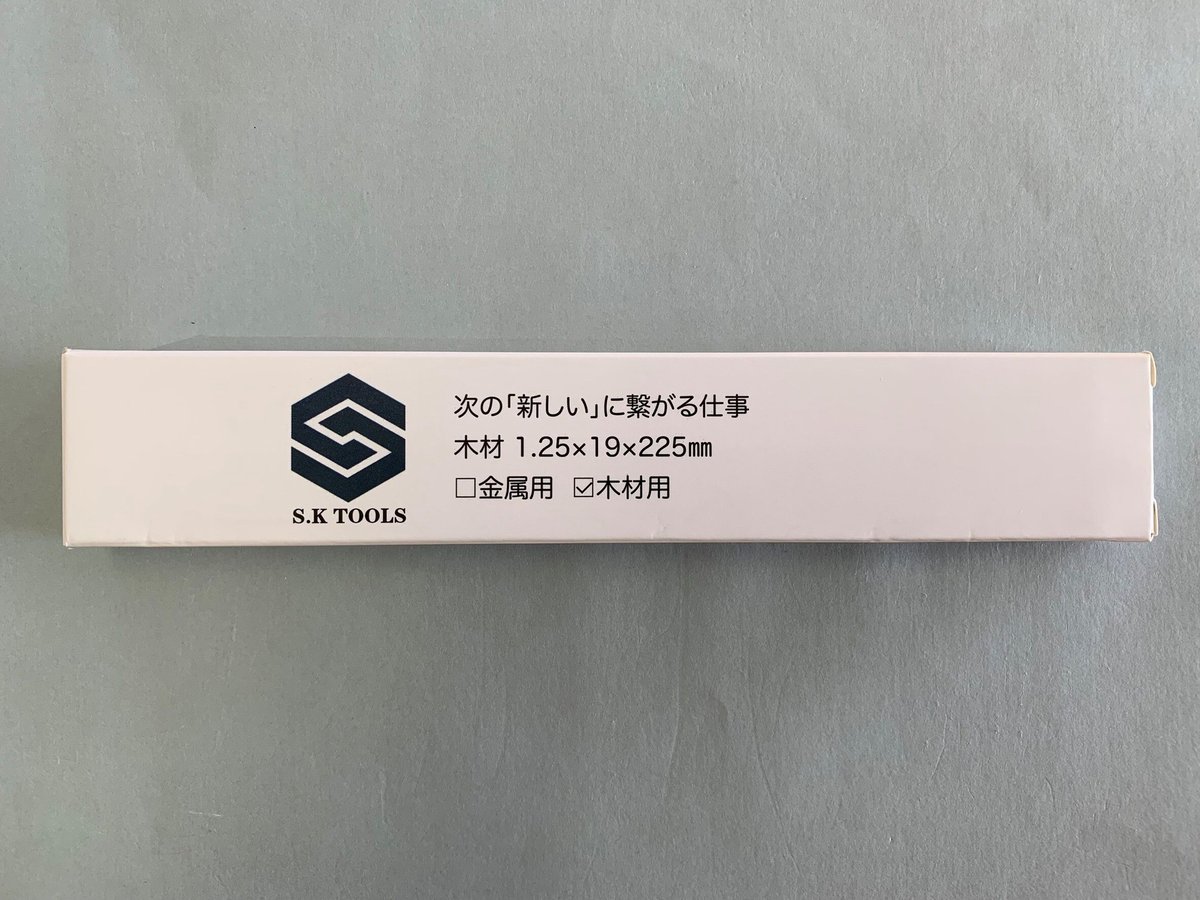 次の「新しい」に繋がる仕事
木材 1.25×19×225㎜
□金属用 ☑木材用
S.K TOOLS